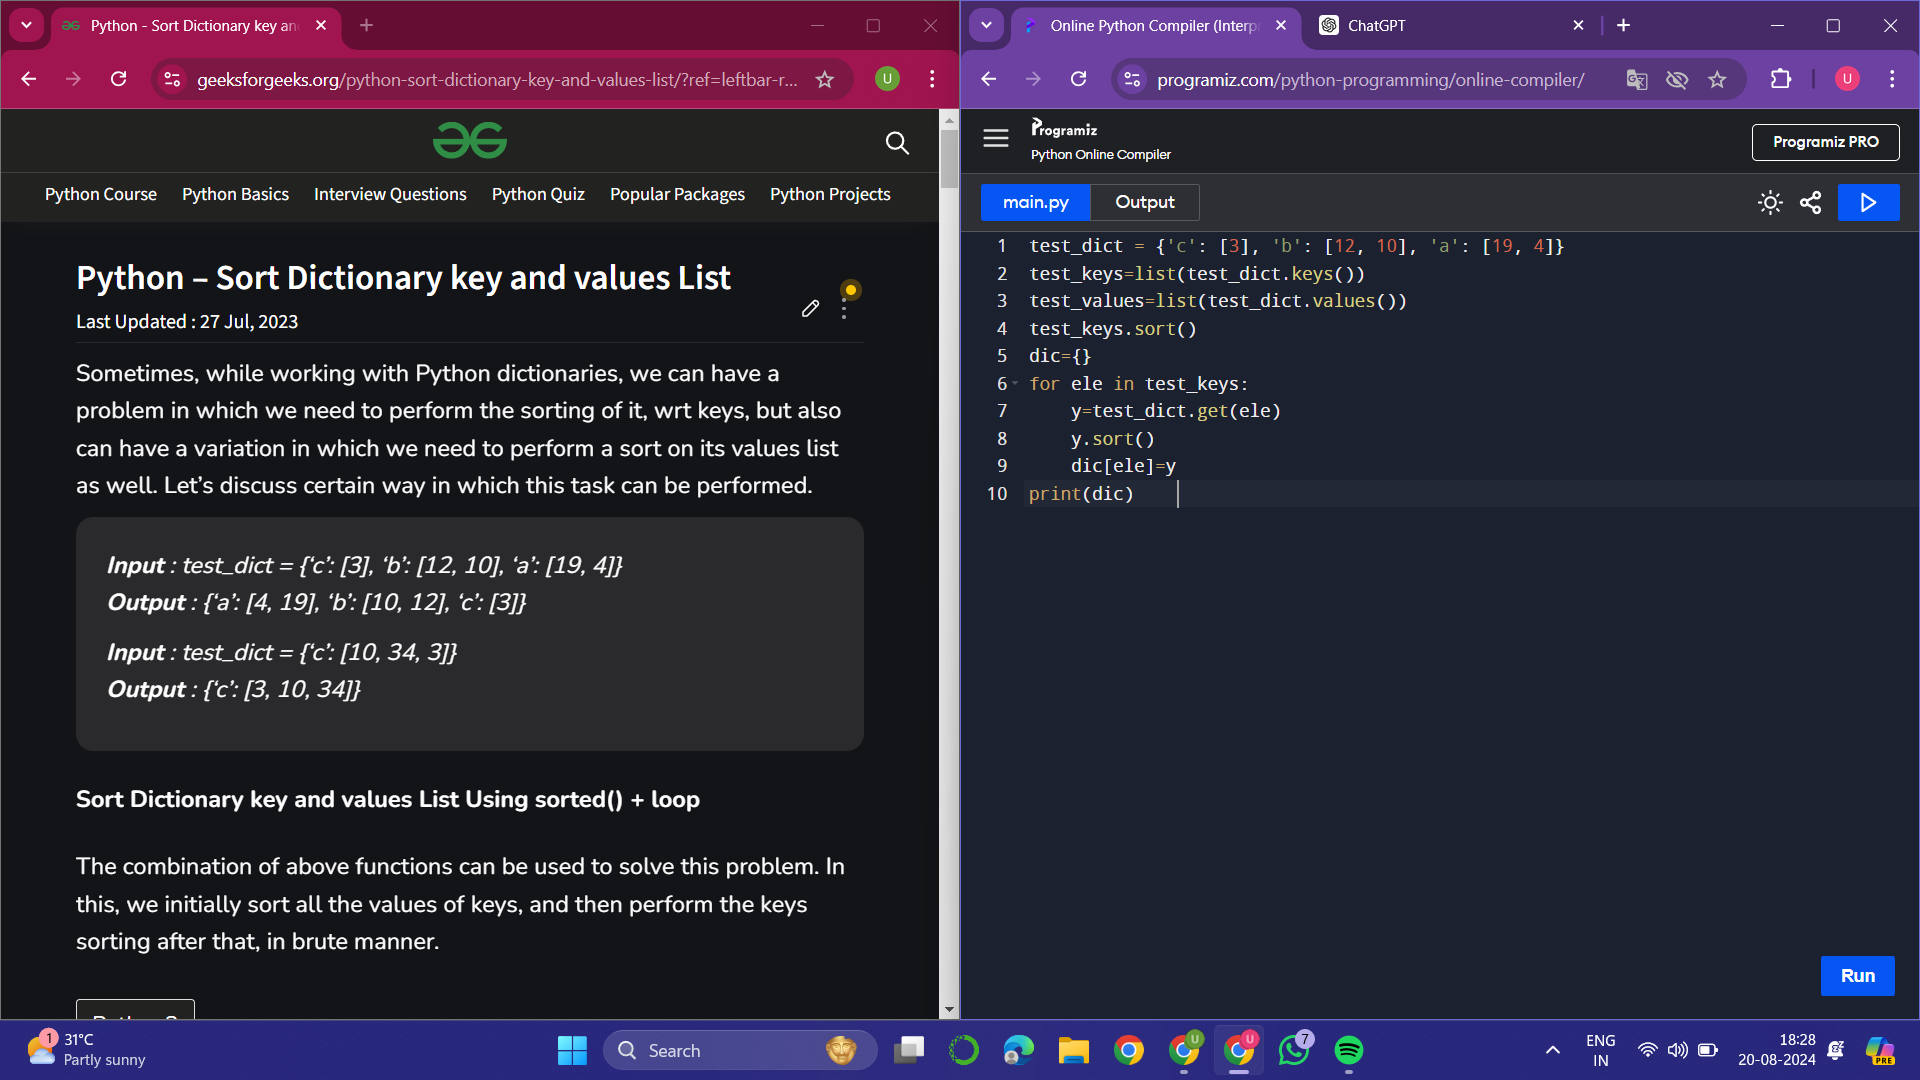 Python - Sort Dictionary key an
geeksforgeeks.org/python-sort-dictionary-key-and-values-list/?ref=leftbar-r...
U
Python Course Python Basics Interview Questions Python Quiz Popular Packages Python Projects
Python – Sort Dictionary key and values List
Last Updated : 27 Jul, 2023
Sometimes, while working with Python dictionaries, we can have a
problem in which we need to perform the sorting of it, wrt keys, but also
can have a variation in which we need to perform a sort on its values list
as well. Let’s discuss certain way in which this task can be performed.
Input : test_dict = {‘c’: [3], ‘b’: [12, 10], ‘a’: [19, 4]}
Output : {‘a’: [4, 19], ‘b’: [10, 12], ‘c’: [3]}
Input : test_dict = {‘c’: [10, 34, 3]}
Output : {‘c’: [3, 10, 34]}
Sort Dictionary key and values List Using sorted() + loop
The combination of above functions can be used to solve this problem. In
this, we initially sort all the values of keys, and then perform the keys
sorting after that, in brute manner.
Online Python Compiler (Interp
ChatGPT
programiz.com/python-programming/online-compiler/
U
Programiz
Python Online Compiler
Programiz PRO
main.py
Output
1 test_dict = {'c': [3], 'b': [12, 10], 'a': [19, 4]}
2 test_keys=list(test_dict.keys())
3 test_values=list(test_dict.values())
4 test_keys.sort()
5 dic={}
6 for ele in test_keys:
7 y=test_dict.get(ele)
8 y.sort()
9 dic[ele]=y
10 print(dic)
Run
1
31°C
Partly sunny
Search
U
U
7
ENG
IN
18:28
20-08-2024
PRE